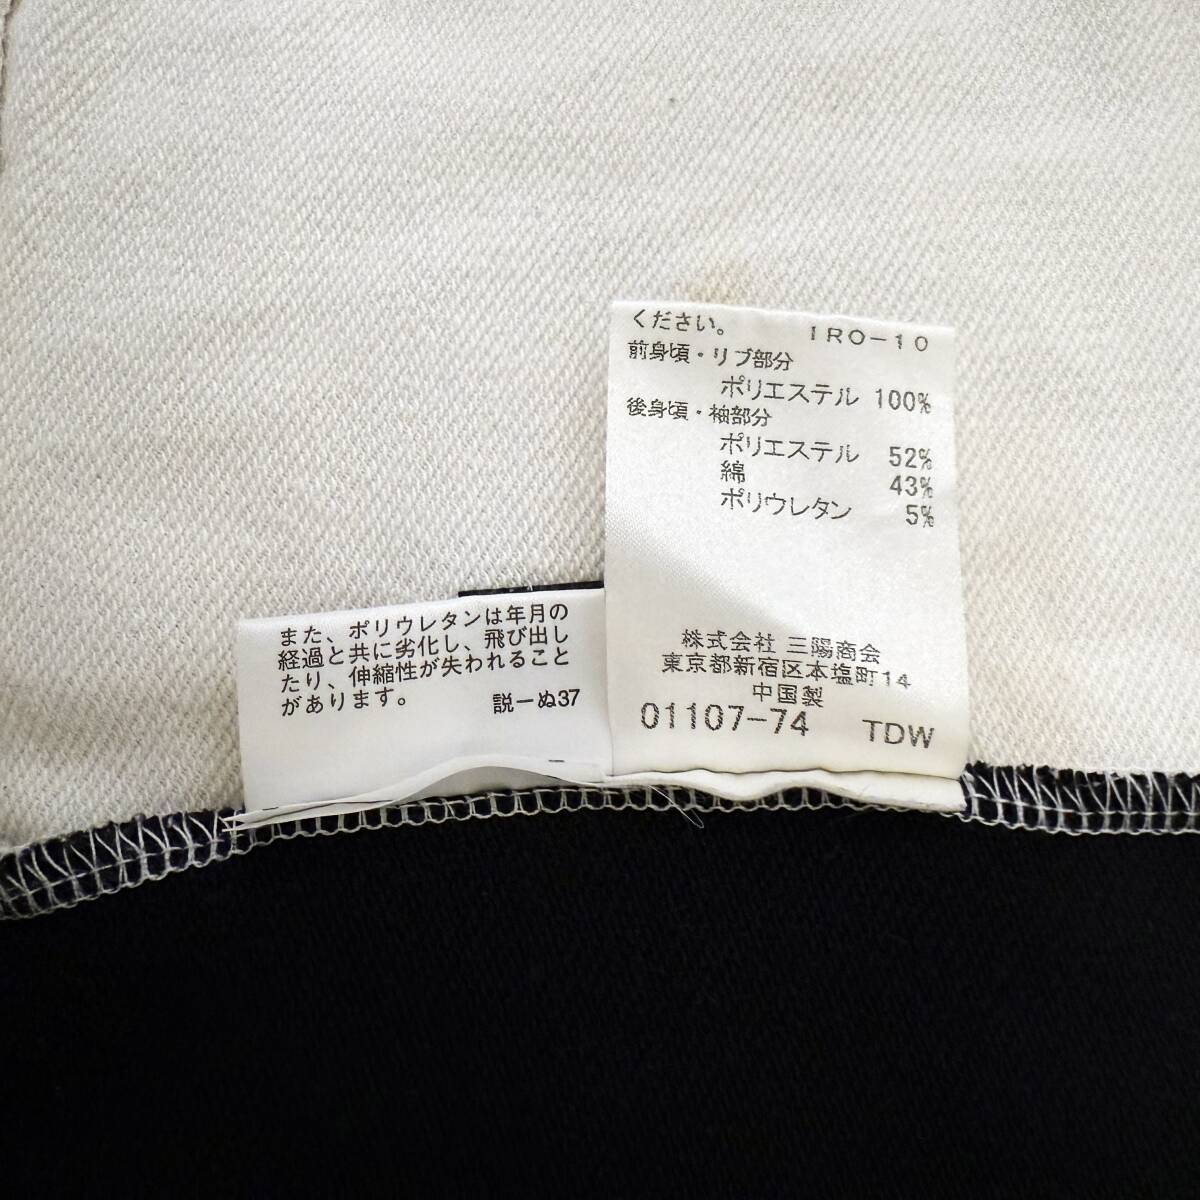 ください。 IRO-10
前身頃・リブ部分
ポリエステル 100%
後身頃・袖部分
ポリエステル 52%
綿 43%
ポリウレタン 5%
株式会社 三陽商会
東京都新宿区本塩町14
中国製
01107-74 TDW
また、ポリウレタンは年月の
経過と共に劣化し、飛び出し
たり、伸縮性が失われること
があります。 説ーぬ37